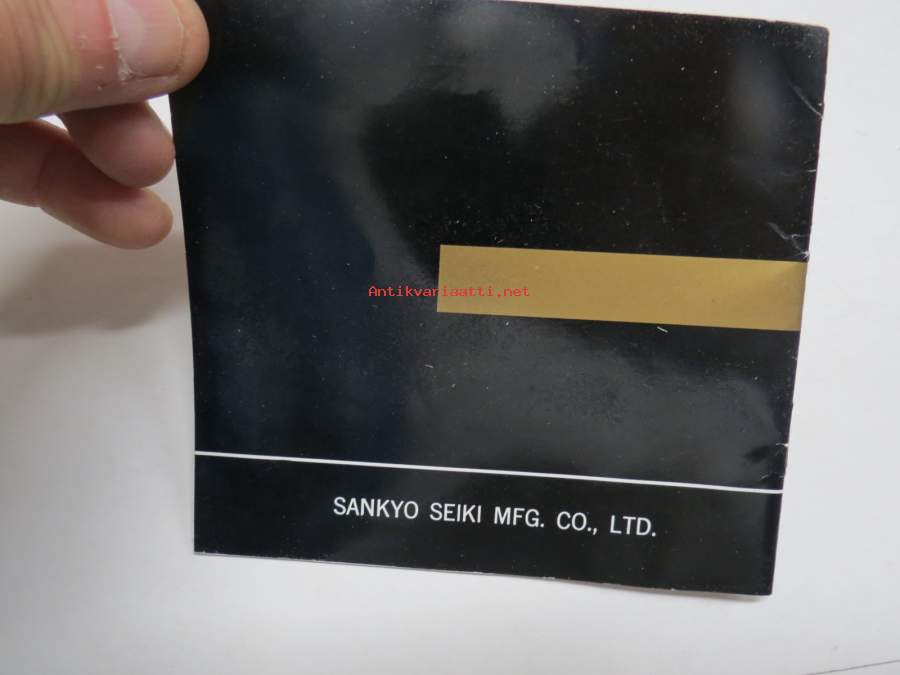 Antikvariaatti.net
SANKYO SEIKI MFG. CO., LTD.